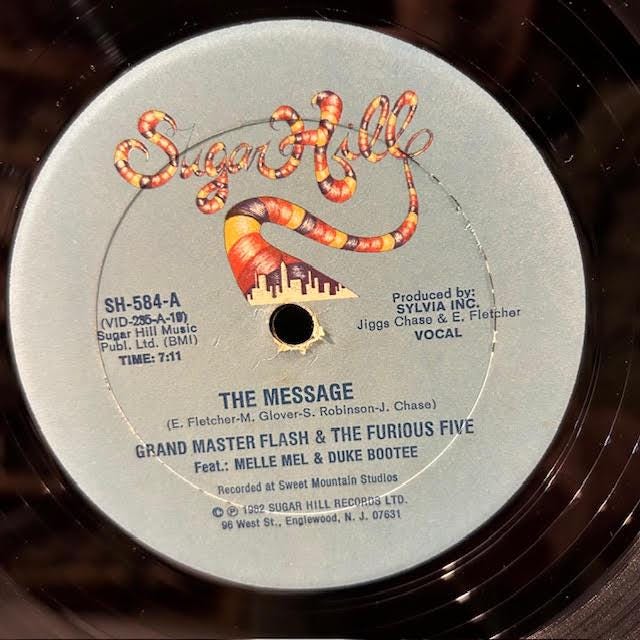 Sugar Hill
SH-584-A
(VID-235-A-19)
Sugar Hill Music
Publ. Ltd. (BMI)
TIME: 7:11
Produced by:
SYLVIA INC.
Jiggs Chase & E. Fletcher
VOCAL
THE MESSAGE
(E. Fletcher-M. Glover-S. Robinson-J. Chase)
GRAND MASTER FLASH & THE FURIOUS FIVE
Feat.: MELLE MEL & DUKE BOOTEE
Recorded at Sweet Mountain Studios
© ℗ 1982 SUGAR HILL RECORDS LTD.
96 West St., Englewood, N. J. 07631